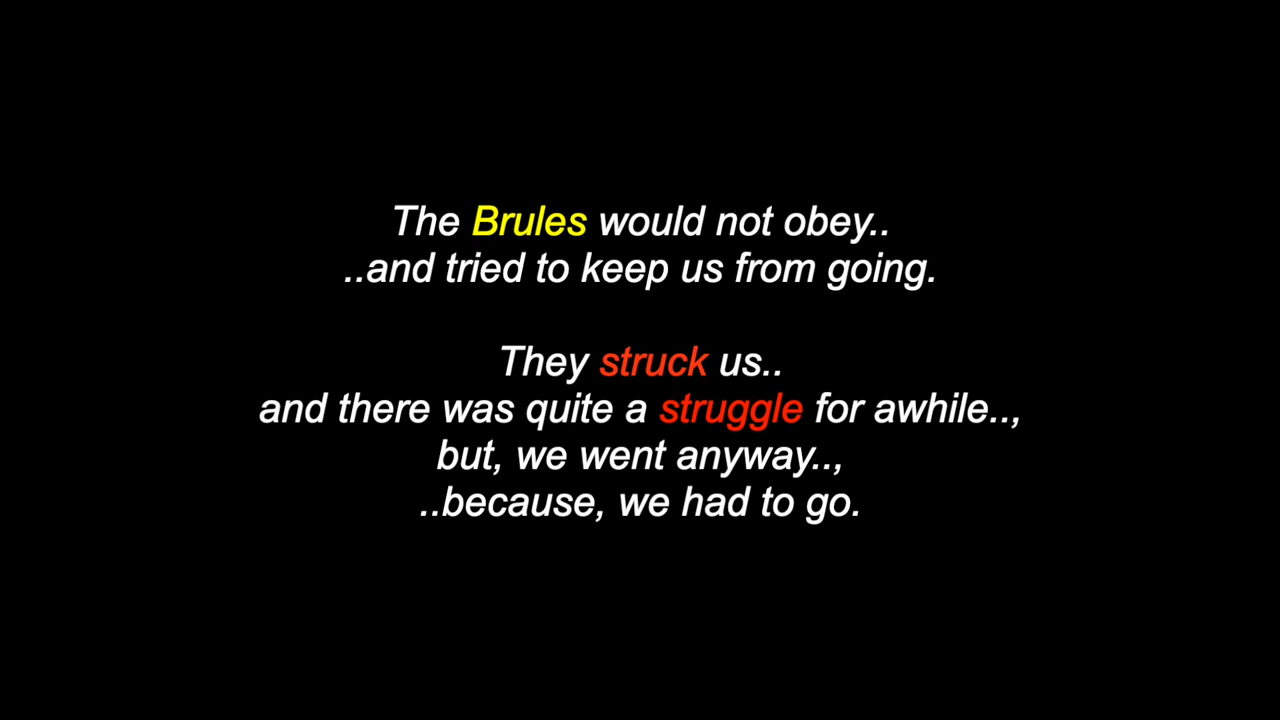 The Brules would not obey..
..and tried to keep us from going.
They struck us..
and there was quite a struggle for awhile..,
but, we went anyway..,
..because, we had to go.